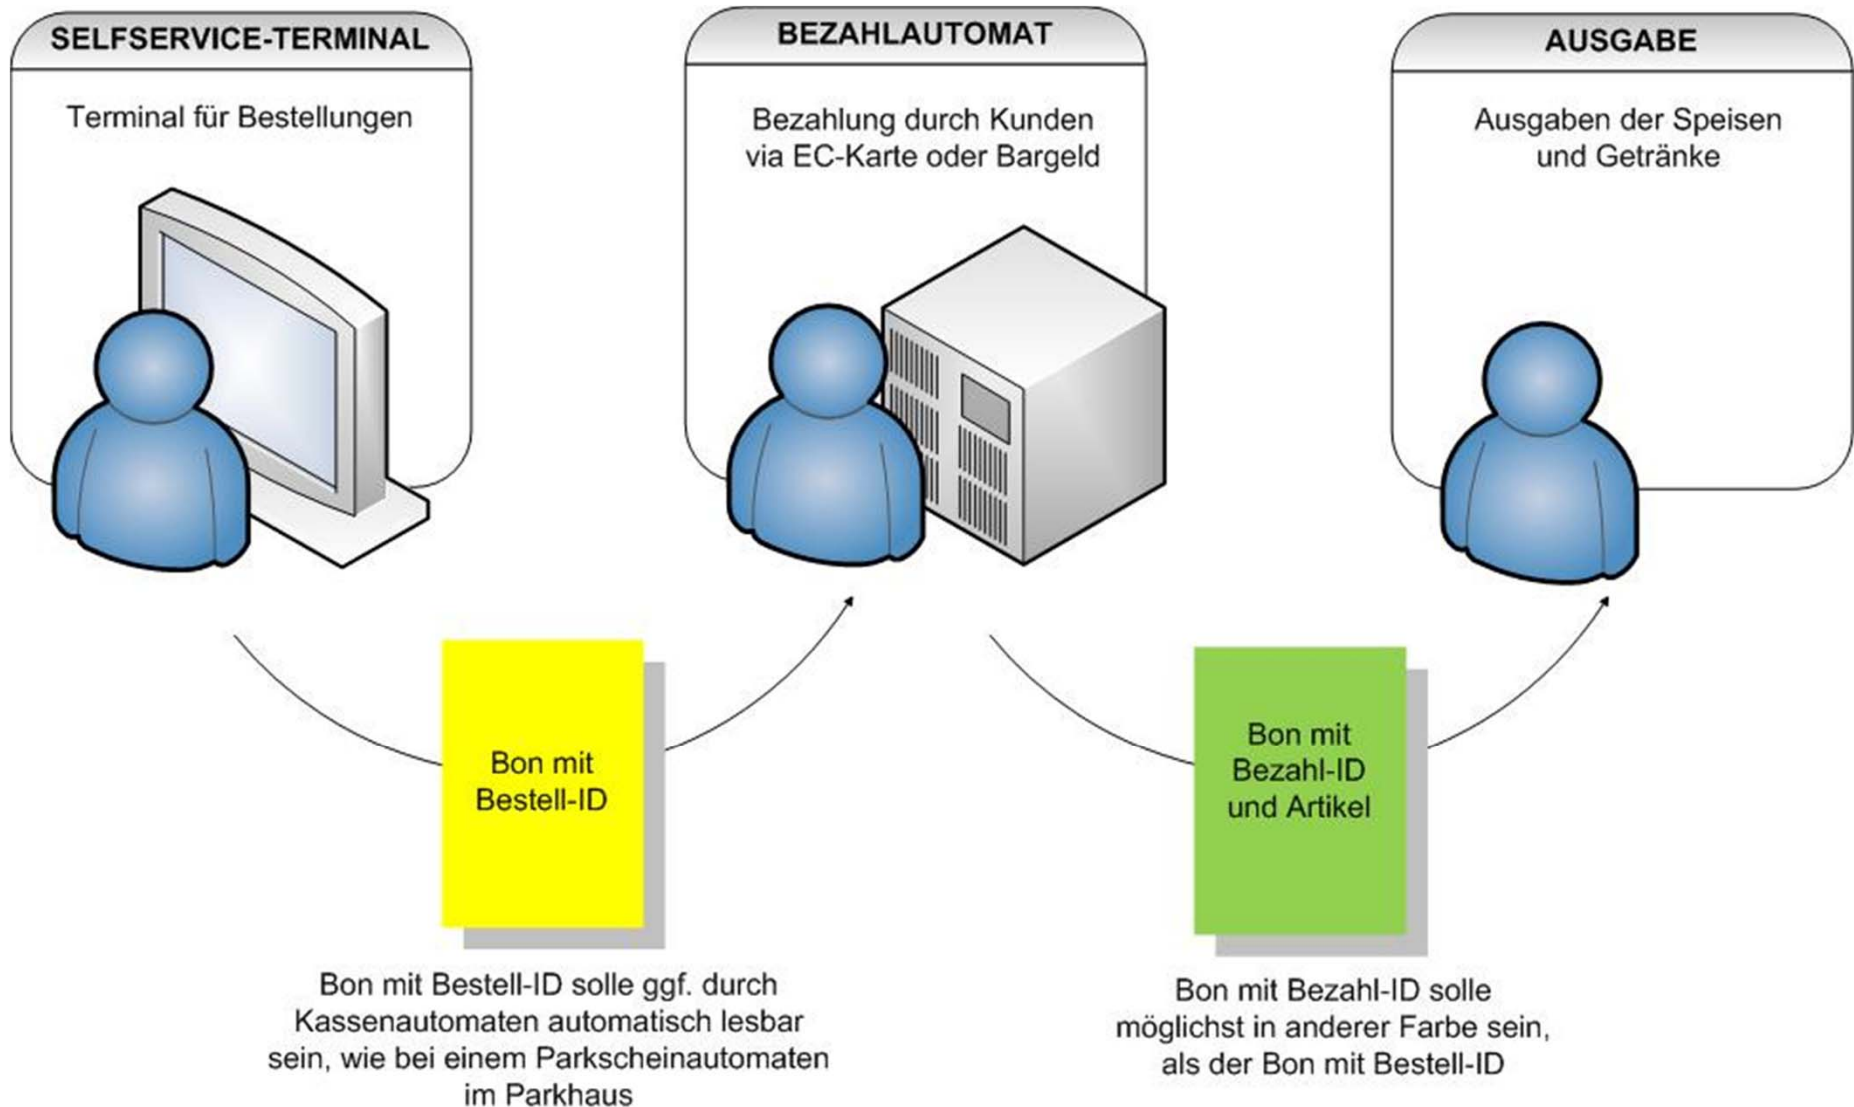 SELFSERVICE-TERMINAL
Terminal für Bestellungen
BEZAHLAUTOMAT
Bezahlung durch Kunden
via EC-Karte oder Bargeld
AUSGABE
Ausgaben der Speisen
und Getränke
Bon mit
Bestell-ID
Bon mit Bestell-ID solle ggf. durch
Kassenautomaten automatisch lesbar
sein, wie bei einem Parkscheinautomaten
im Parkhaus
Bon mit
Bezahl-ID
und Artikel
Bon mit Bezahl-ID solle
möglichst in anderer Farbe sein,
als der Bon mit Bestell-ID